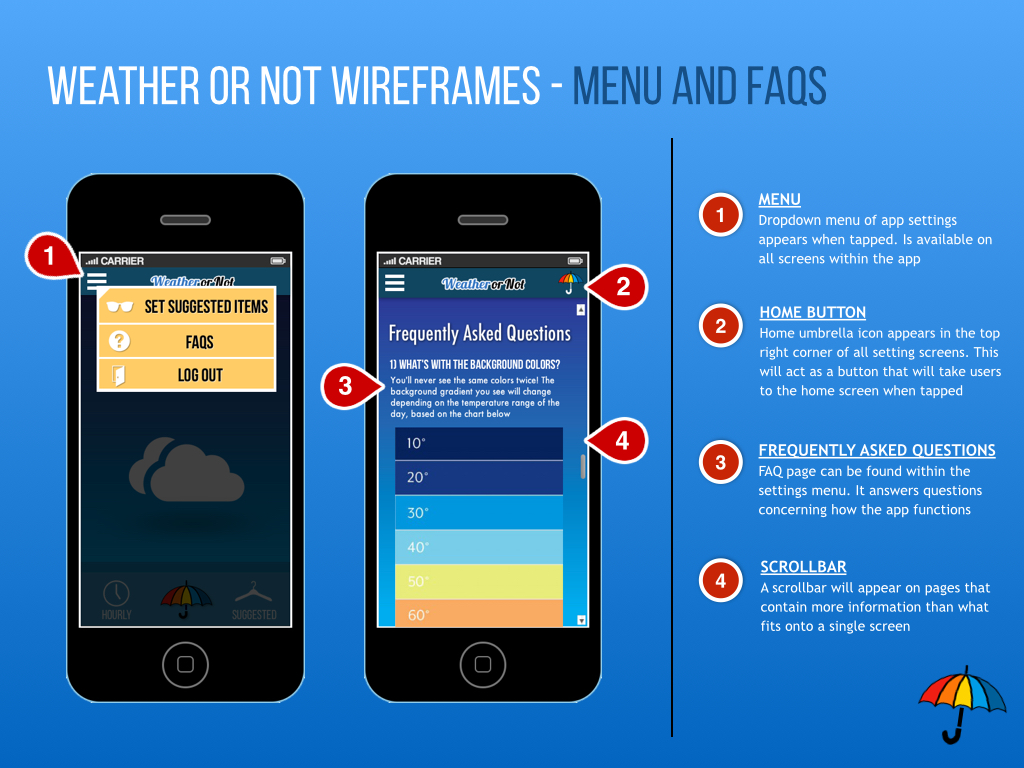 WEATHER OR NOT WIREFRAMES - MENU AND FAQS
1
CARRIER
Weather or Not
SET SUGGESTED ITEMS
?
FAQS
LOG OUT
HOURLY
SUGGESTED
CARRIER
Weather or Not
2
Frequently Asked Questions
1) WHAT'S WITH THE BACKGROUND COLORS?
You'll never see the same colors twice! The
background gradient you see will change
depending on the temperature range of the
day, based on the chart below
3
4
10°
20°
30°
40°
50°
60°
1
MENU
Dropdown menu of app settings
appears when tapped. Is available on
all screens within the app
2
HOME BUTTON
Home umbrella icon appears in the top
right corner of all setting screens. This
will act as a button that will take users
to the home screen when tapped
3
FREQUENTLY ASKED QUESTIONS
FAQ page can be found within the
settings menu. It answers questions
concerning how the app functions
4
SCROLLBAR
A scrollbar will appear on pages that
contain more information than what
fits onto a single screen